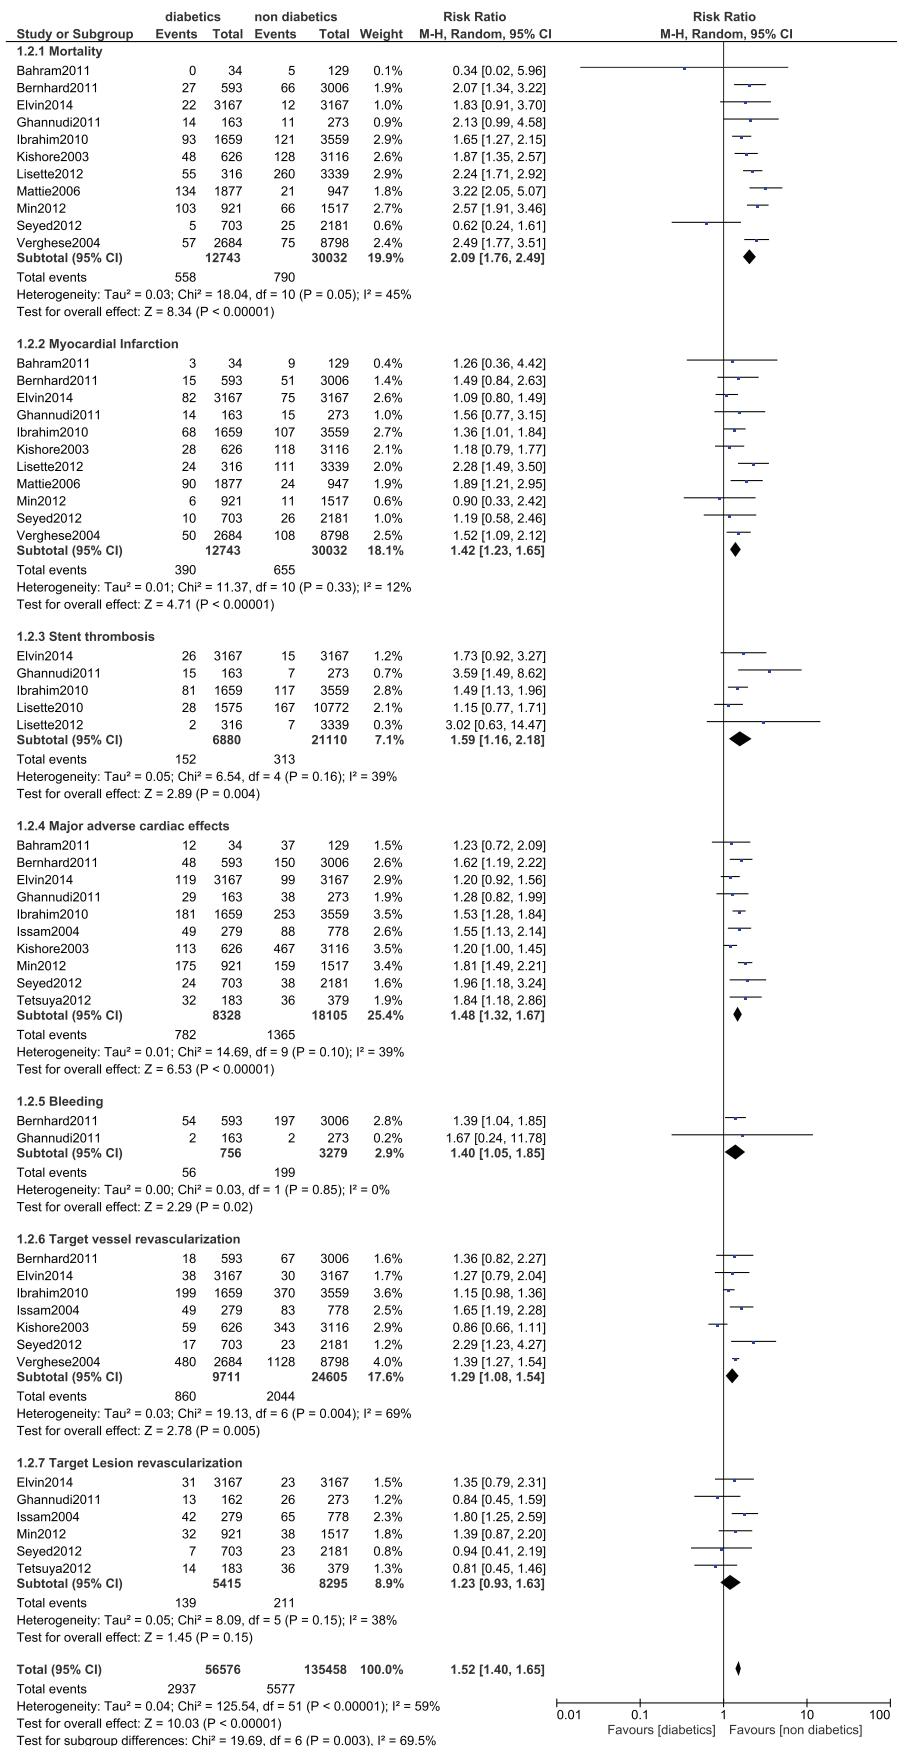 diabetics non diabetics Risk Ratio Risk Ratio
Study or Subgroup Events Total Events Total Weight M-H, Random, 95% CI M-H, Random, 95% CI
1.2.1 Mortality
Bahram2011 0 34 5 129 0.1% 0.34 [0.02, 5.96]
Bernhard2011 27 593 66 3006 1.9% 2.07 [1.34, 3.22]
Elvin2014 22 3167 12 3167 1.0% 1.83 [0.91, 3.70]
Ghannudi2011 14 163 11 273 0.9% 2.13 [0.99, 4.58]
Ibrahim2010 93 1659 121 3559 2.9% 1.65 [1.27, 2.15]
Kishore2003 48 626 128 3116 2.6% 1.87 [1.35, 2.57]
Lisette2012 55 316 260 3339 2.9% 2.24 [1.71, 2.92]
Mattie2006 134 1877 21 947 1.8% 3.22 [2.05, 5.07]
Min2012 103 921 66 1517 2.7% 2.57 [1.91, 3.46]
Seyed2012 5 703 25 2181 0.6% 0.62 [0.24, 1.61]
Verghese2004 57 2684 75 8798 2.4% 2.49 [1.77, 3.51]
Subtotal (95% CI) 12743 30032 19.9% 2.09 [1.76, 2.49]
Total events 558 790
Heterogeneity: Tau² = 0.03; Chi² = 18.04, df = 10 (P = 0.05); I² = 45%
Test for overall effect: Z = 8.34 (P < 0.00001)
1.2.2 Myocardial Infarction
Bahram2011 3 34 9 129 0.4% 1.26 [0.36, 4.42]
Bernhard2011 15 593 51 3006 1.4% 1.49 [0.84, 2.63]
Elvin2014 82 3167 75 3167 2.6% 1.09 [0.80, 1.49]
Ghannudi2011 14 163 15 273 1.0% 1.56 [0.77, 3.15]
Ibrahim2010 68 1659 107 3559 2.7% 1.36 [1.01, 1.84]
Kishore2003 28 626 118 3116 2.1% 1.18 [0.79, 1.77]
Lisette2012 24 316 111 3339 2.0% 2.28 [1.49, 3.50]
Mattie2006 90 1877 24 947 1.9% 1.89 [1.21, 2.95]
Min2012 6 921 11 1517 0.6% 0.90 [0.33, 2.42]
Seyed2012 10 703 26 2181 1.0% 1.19 [0.58, 2.46]
Verghese2004 50 2684 108 8798 2.5% 1.52 [1.09, 2.12]
Subtotal (95% CI) 12743 30032 18.1% 1.42 [1.23, 1.65]
Total events 390 655
Heterogeneity: Tau² = 0.01; Chi² = 11.37, df = 10 (P = 0.33); I² = 12%
Test for overall effect: Z = 4.71 (P < 0.00001)
1.2.3 Stent thrombosis
Elvin2014 26 3167 15 3167 1.2% 1.73 [0.92, 3.27]
Ghannudi2011 15 163 7 273 0.7% 3.59 [1.49, 8.62]
Ibrahim2010 81 1659 117 3559 2.8% 1.49 [1.13, 1.96]
Lisette2010 28 1575 167 10772 2.1% 1.15 [0.77, 1.71]
Lisette2012 2 316 7 3339 0.3% 3.02 [0.63, 14.47]
Subtotal (95% CI) 6880 21110 7.1% 1.59 [1.16, 2.18]
Total events 152 313
Heterogeneity: Tau² = 0.05; Chi² = 6.54, df = 4 (P = 0.16); I² = 39%
Test for overall effect: Z = 2.89 (P = 0.004)
1.2.4 Major adverse cardiac effects
Bahram2011 12 34 37 129 1.5% 1.23 [0.72, 2.09]
Bernhard2011 48 593 150 3006 2.6% 1.62 [1.19, 2.22]
Elvin2014 119 3167 99 3167 2.9% 1.20 [0.92, 1.56]
Ghannudi2011 29 163 38 273 1.9% 1.28 [0.82, 1.99]
Ibrahim2010 181 1659 253 3559 3.5% 1.53 [1.28, 1.84]
Issam2004 49 279 88 778 2.6% 1.55 [1.13, 2.14]
Kishore2003 113 626 467 3116 3.5% 1.20 [1.00, 1.45]
Min2012 175 921 159 1517 3.4% 1.81 [1.49, 2.21]
Seyed2012 24 703 38 2181 1.6% 1.96 [1.18, 3.24]
Tetsuya2012 32 183 36 379 1.9% 1.84 [1.18, 2.86]
Subtotal (95% CI) 8328 18105 25.4% 1.48 [1.32, 1.67]
Total events 782 1365
Heterogeneity: Tau² = 0.01; Chi² = 14.69, df = 9 (P = 0.10); I² = 39%
Test for overall effect: Z = 6.53 (P < 0.00001)
1.2.5 Bleeding
Bernhard2011 54 593 197 3006 2.8% 1.39 [1.04, 1.85]
Ghannudi2011 2 163 2 273 0.2% 1.67 [0.24, 11.78]
Subtotal (95% CI) 756 3279 2.9% 1.40 [1.05, 1.85]
Total events 56 199
Heterogeneity: Tau² = 0.00; Chi² = 0.03, df = 1 (P = 0.85); I² = 0%
Test for overall effect: Z = 2.29 (P = 0.02)
1.2.6 Target vessel revascularization
Bernhard2011 18 593 67 3006 1.6% 1.36 [0.82, 2.27]
Elvin2014 38 3167 30 3167 1.7% 1.27 [0.79, 2.04]
Ibrahim2010 199 1659 370 3559 3.6% 1.15 [0.98, 1.36]
Issam2004 49 279 83 778 2.5% 1.65 [1.19, 2.28]
Kishore2003 59 626 343 3116 2.9% 0.86 [0.66, 1.11]
Seyed2012 17 703 23 2181 1.2% 2.29 [1.23, 4.27]
Verghese2004 480 2684 1128 8798 4.0% 1.39 [1.27, 1.54]
Subtotal (95% CI) 9711 24605 17.6% 1.29 [1.08, 1.54]
Total events 860 2044
Heterogeneity: Tau² = 0.03; Chi² = 19.13, df = 6 (P = 0.004); I² = 69%
Test for overall effect: Z = 2.78 (P = 0.005)
1.2.7 Target Lesion revascularization
Elvin2014 31 3167 23 3167 1.5% 1.35 [0.79, 2.31]
Ghannudi2011 13 162 26 273 1.2% 0.84 [0.45, 1.59]
Issam2004 42 279 65 778 2.3% 1.80 [1.25, 2.59]
Min2012 32 921 38 1517 1.8% 1.39 [0.87, 2.20]
Seyed2012 7 703 23 2181 0.8% 0.94 [0.41, 2.19]
Tetsuya2012 14 183 36 379 1.3% 0.81 [0.45, 1.46]
Subtotal (95% CI) 5415 8295 8.9% 1.23 [0.93, 1.63]
Total events 139 211
Heterogeneity: Tau² = 0.05; Chi² = 8.09, df = 5 (P = 0.15); I² = 38%
Test for overall effect: Z = 1.45 (P = 0.15)
Total (95% CI) 56576 135458 100.0% 1.52 [1.40, 1.65]
Total events 2937 5577
Heterogeneity: Tau² = 0.04; Chi² = 125.54, df = 51 (P < 0.00001); I² = 59%
Test for overall effect: Z = 10.03 (P < 0.00001)
Test for subgroup differences: Chi² = 19.69, df = 6 (P = 0.003), I² = 69.5%
0.01 0.1 1 10 100
Favours [diabetics] Favours [non diabetics]